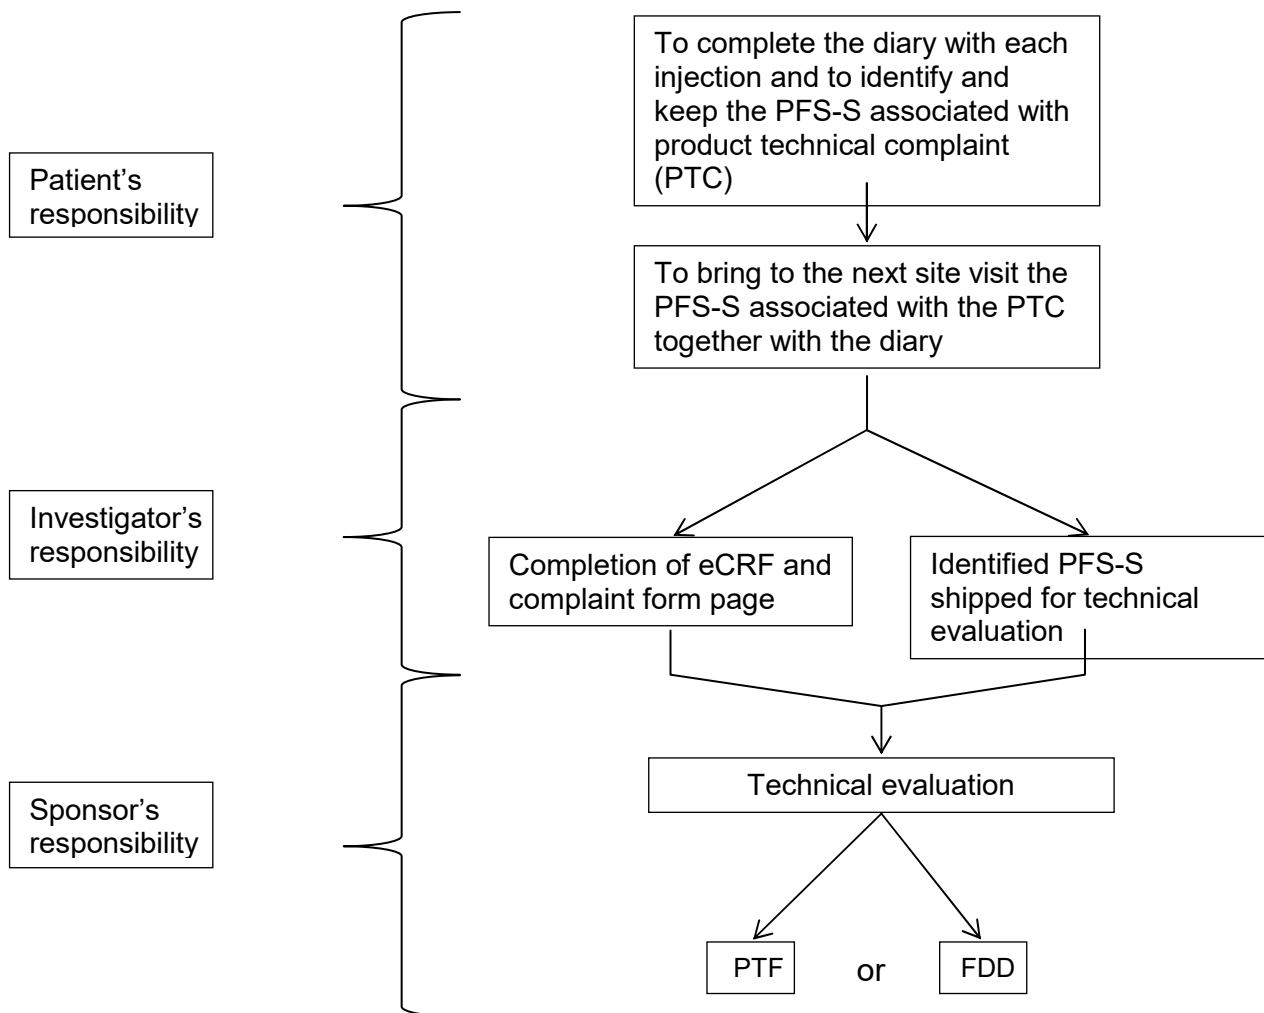 To complete the diary with each
injection and to identify and
keep the PFS-S associated with
product technical complaint
(PTC)
Patient’s
responsibility
To bring to the next site visit the
PFS-S associated with the PTC
together with the diary
Investigator’s
responsibility
Completion of eCRF and
complaint form page
Identified PFS-S
shipped for technical
evaluation
Technical evaluation
Sponsor’s
responsibility
PTF or FDD